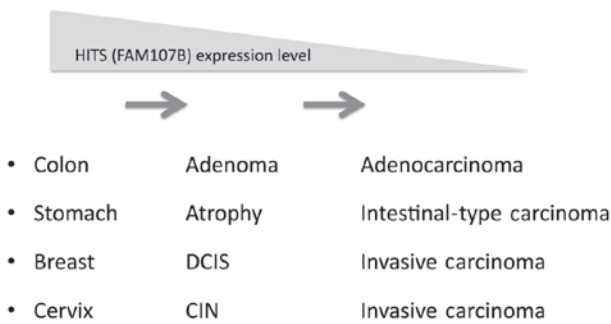 HITS (FAM107B) expression level
• Colon Adenoma Adenocarcinoma
• Stomach Atrophy Intestinal-type carcinoma
• Breast DCIS Invasive carcinoma
• Cervix CIN Invasive carcinoma